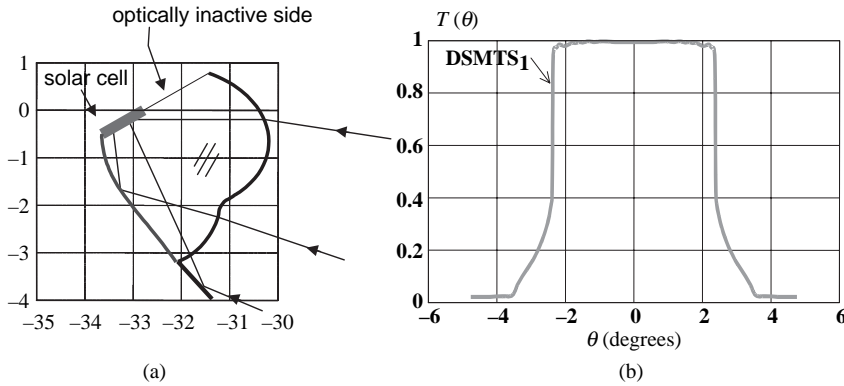 optically inactive side
solar cell
0
–1
–2
–3
–4
–35 –34 –33 –32 –31 –30
(a)
T (θ)
DSMTS1
1
0.8
0.6
0.4
0.2
0
–6 –4 –2 0 2 4 6
θ (degrees)
(b)